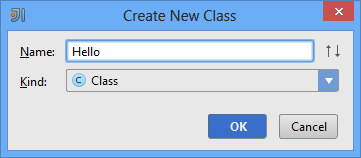 Create New Class
Name: Hello
Kind: C Class
OK Cancel